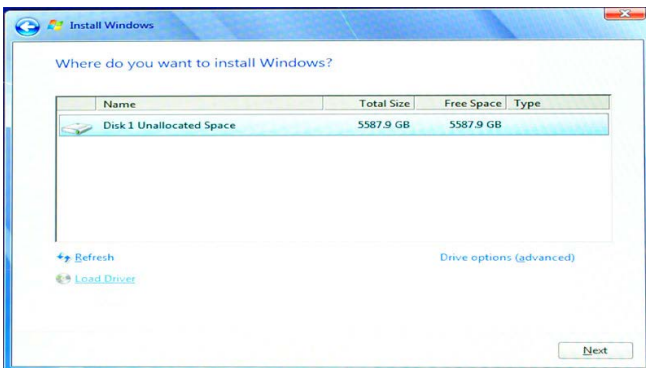 Install Windows
Where do you want to install Windows?
Name Total Size Free Space Type
Disk 1 Unallocated Space 5587.9 GB 5587.9 GB
Refresh Drive options (advanced)
Load Driver
Next